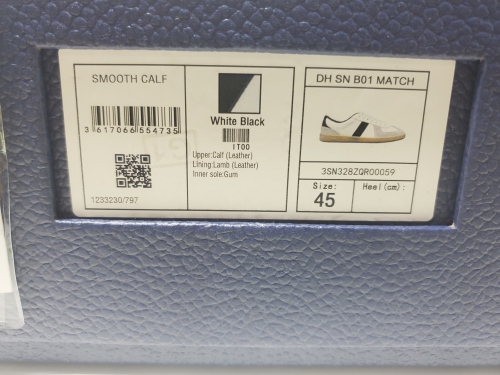 SMOOTH CALF
3 617066 554735
1233230/797
White Black
IT00
Upper:Calf (Leather)
Lining:Lamb (Leather)
Inner sole:Gum
DH SN B01 MATCH
3SN328ZQR00059
Size:
45
Heel(cm):